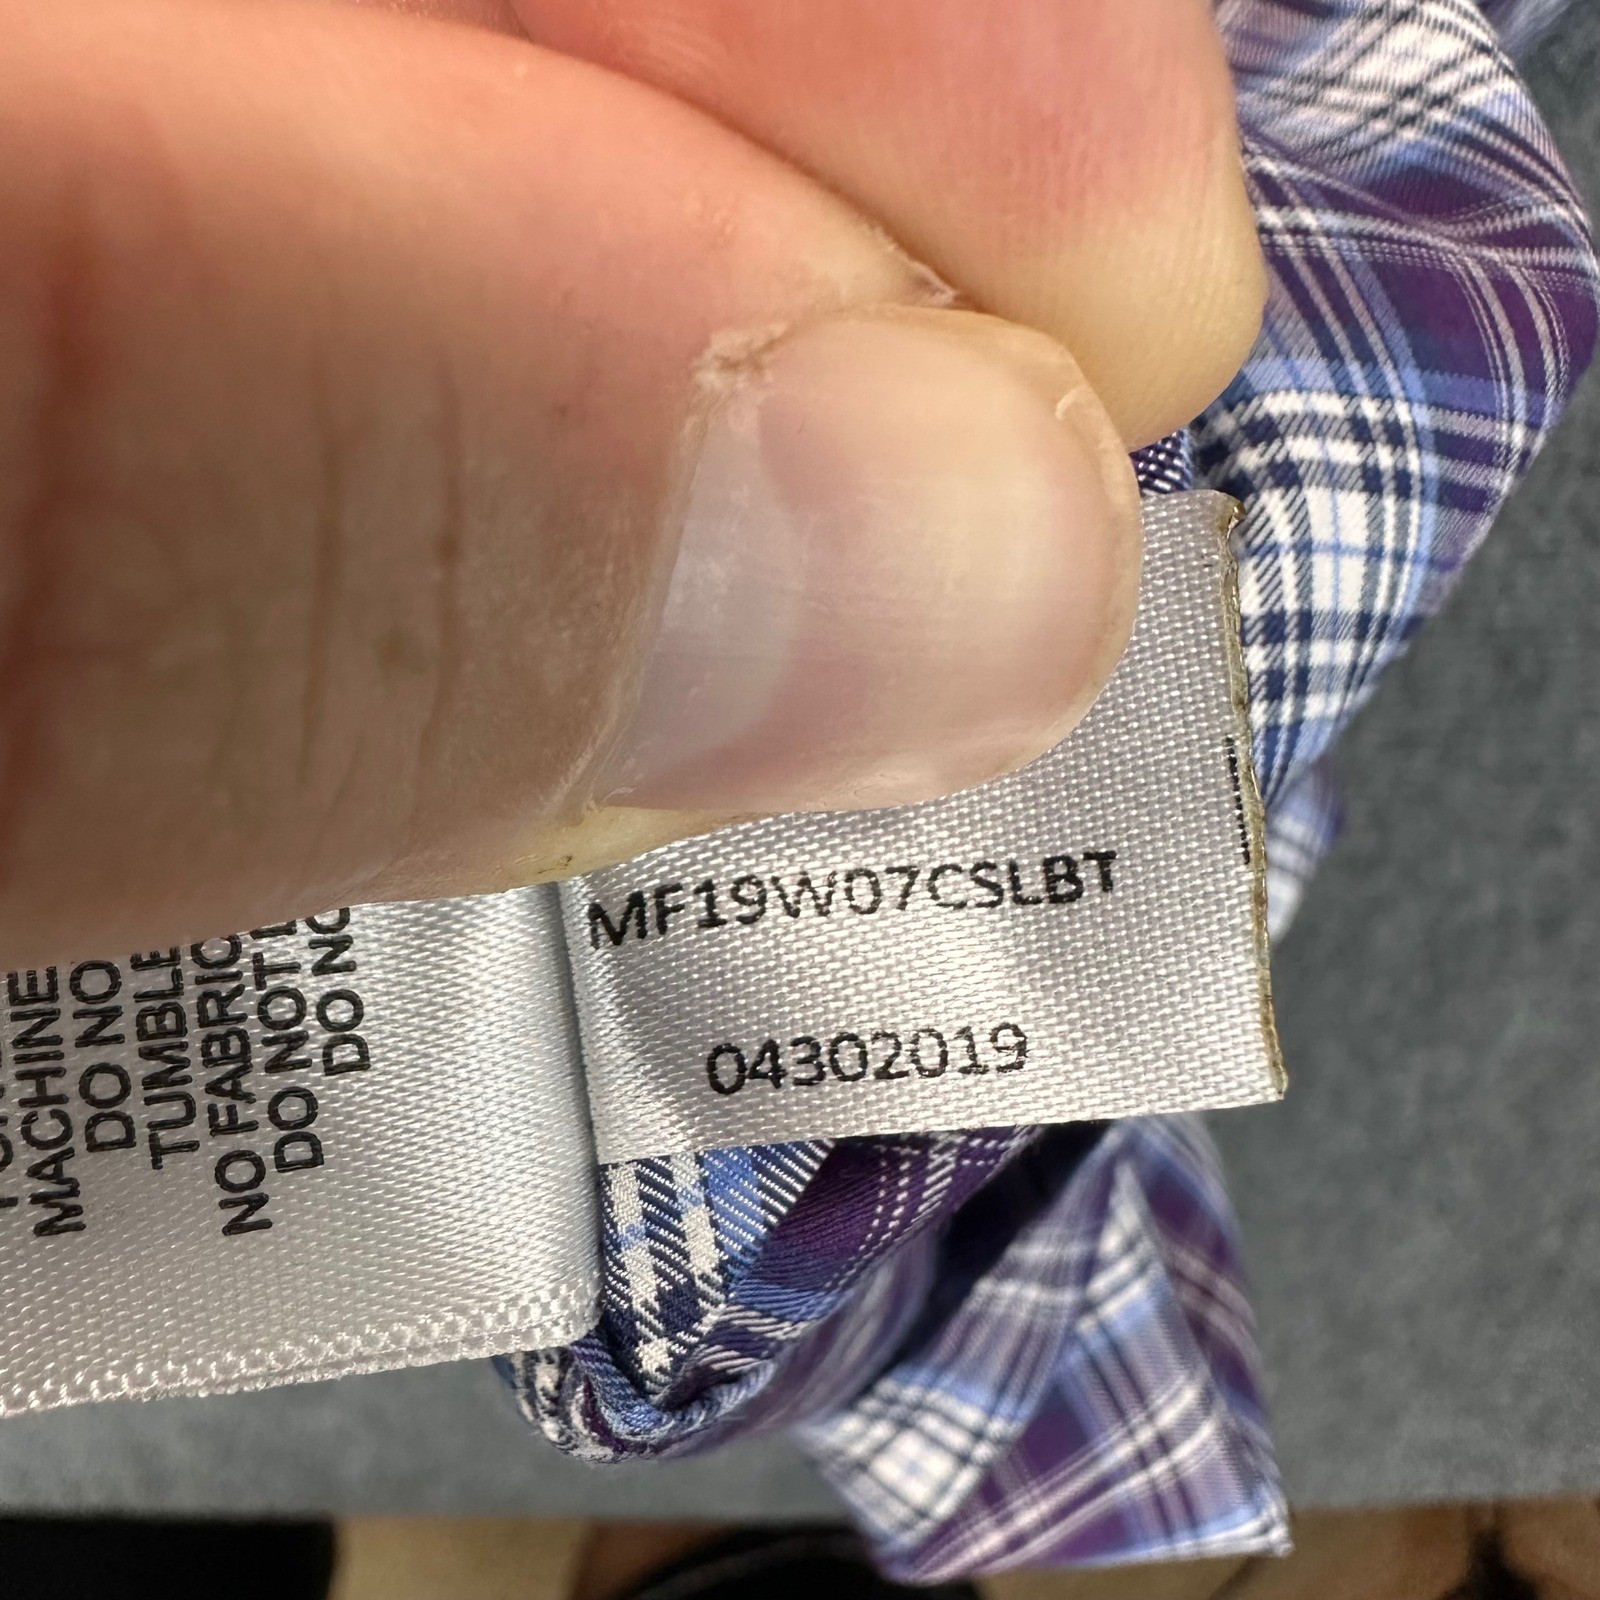 MF19W07CSLBT
04302019
MACHINE
DO NO
TUMBLE
NO FABRIC
DO NOT
DO NO